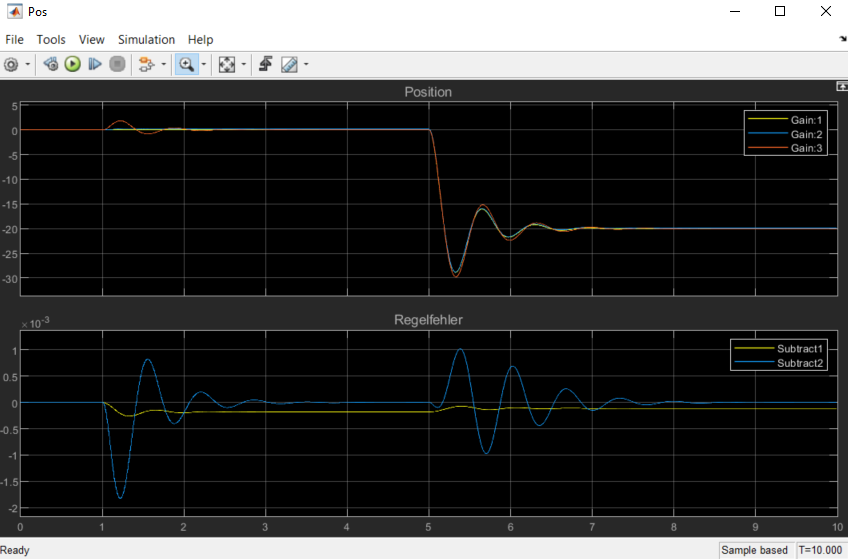 Pos
File Tools View Simulation Help
Position
5
0
-5
-10
-15
-20
-25
-30
Gain:1
Gain:2
Gain:3
×10⁻³
Regelfehler
1
0.5
0
-0.5
-1
-1.5
-2
Subtract1
Subtract2
0 1 2 3 4 5 6 7 8 9 10
Ready
Sample based T=10.000